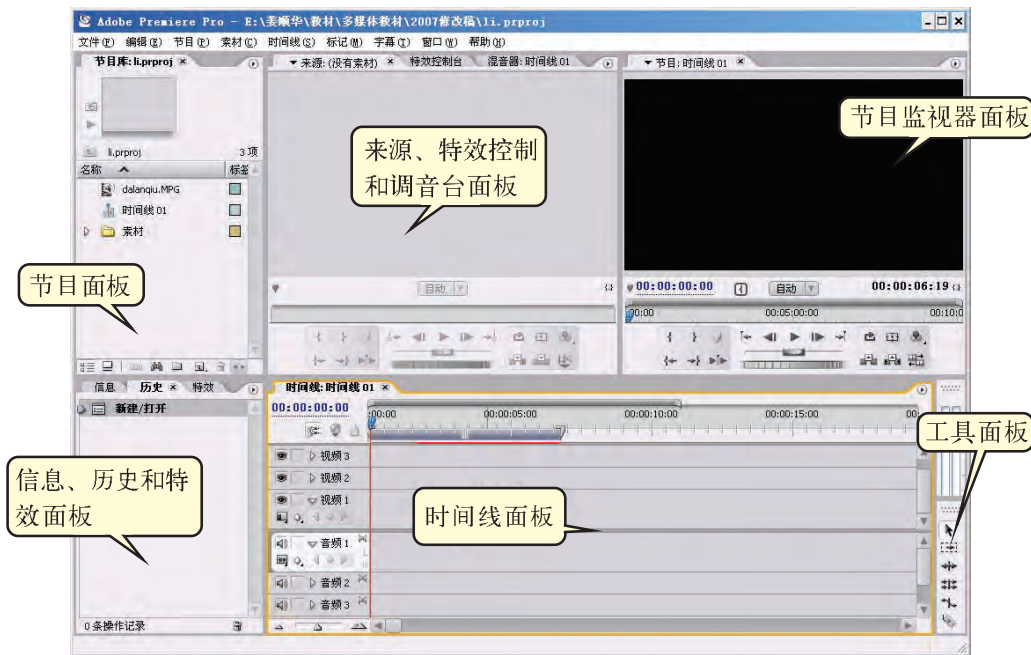 Adobe Premiere Pro - E:\姜顺华\教材\多媒体教材\2007修改稿\li.prproj
文件(F) 编辑(E) 节目(P) 素材(C) 时间线(S) 标记(M) 字幕(T) 窗口(W) 帮助(H)
节目库: li.prproj
来源: (没有素材) 特效控制台 混音器: 时间线 01
节目: 时间线 01
li.prproj 3 项
名称 标签
dalanqiu.MPG
时间线 01
素材
节目面板
来源、特效控制
和调音台面板
节目监视器面板
自动
00:00:00:00 自动 00:00:06:19
00:00 00:05:00:00 00:10:0
信息 历史 特效
新建/打开
信息、历史和特
效面板
0 条操作记录
时间线: 时间线 01
00:00:00:00 :00:00 00:00:05:00 00:00:10:00 00:00:15:00 00:
视频 3
视频 2
视频 1
音频 1
音频 2
音频 3
时间线面板
工具面板